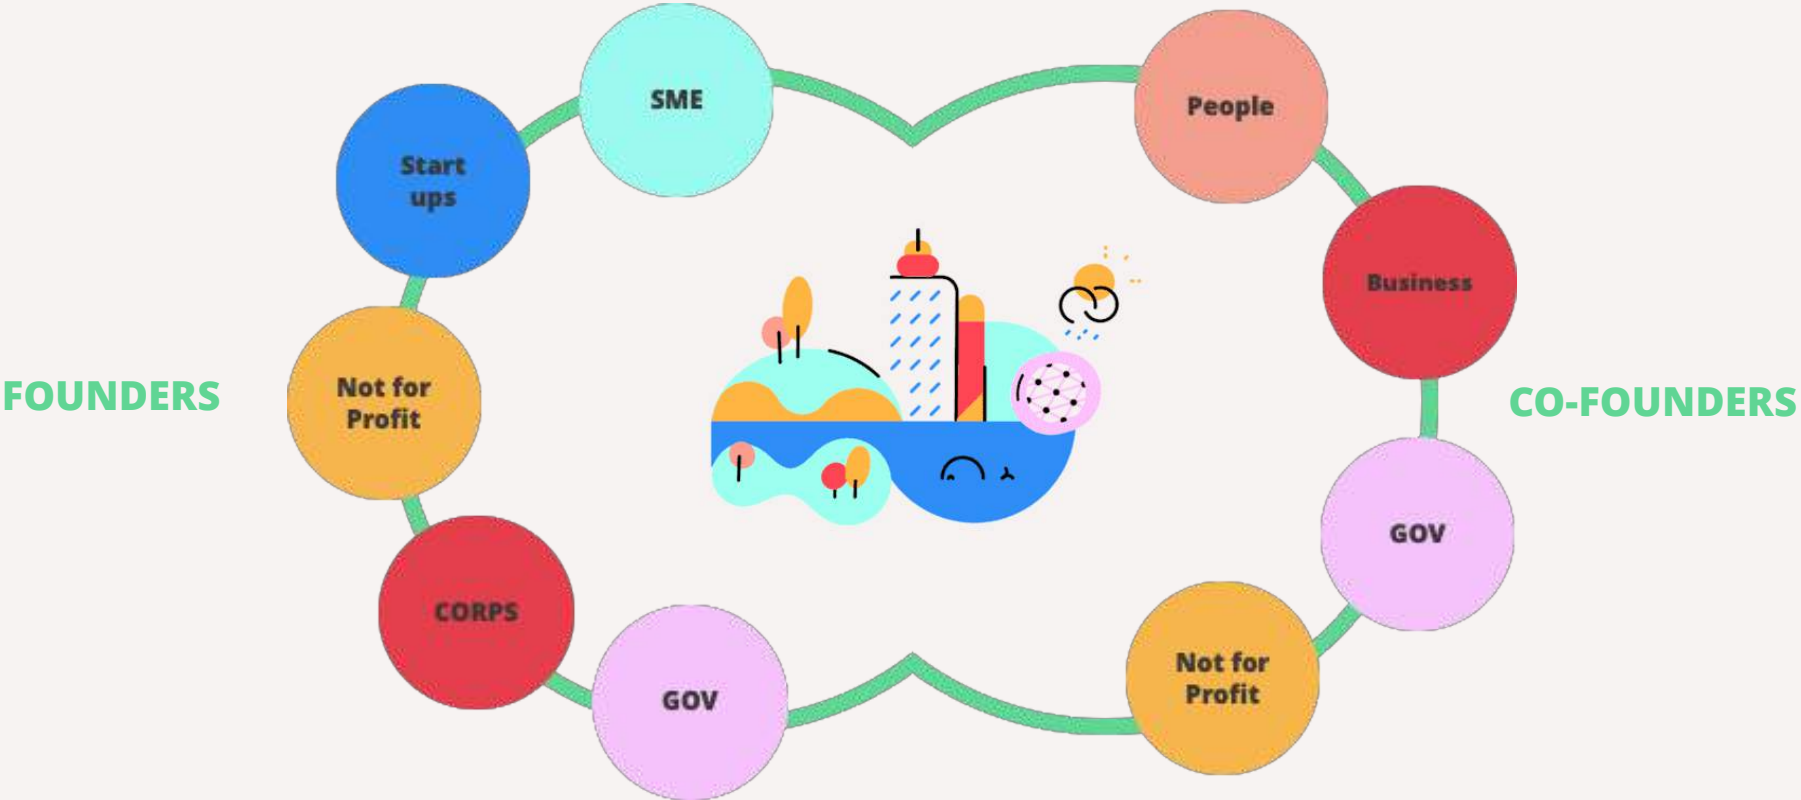 SME
People
Start
ups
Business
Not for
Profit
FOUNDERS
CO-FOUNDERS
GOV
CORPS
Not for
Profit
GOV